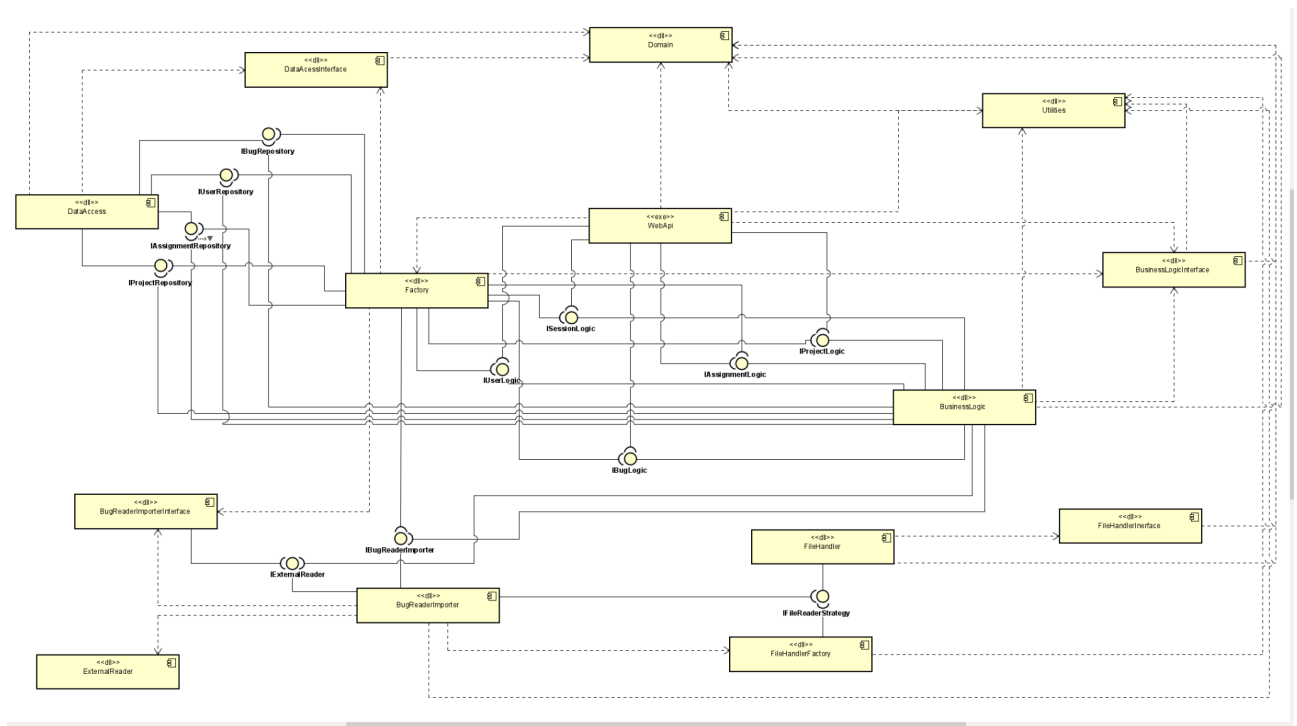 <<dll>>
Domain
<<dll>>
DataAcessInterface
<<dll>>
Utilities
IBugRepository
IUserRepository
<<dll>>
DataAccess
<<exe>>
WebApi
IAssignmentRepository
<<dll>>
BusinessLogicInterface
IProjectRepository
<<dll>>
Factory
ISessionLogic
IProjectLogic
IAssignmentLogic
IUserLogic
<<dll>>
BusinessLogic
IBugLogic
<<dll>>
BugReaderImporterInterface
<<dll>>
FileHandlerInerface
<<dll>>
FileHandler
IBugReaderImporter
IExternalReader
<<dll>>
BugReaderImporter
IFileReaderStrategy
<<dll>>
FileHandlerFactory
<<dll>>
ExternalReader